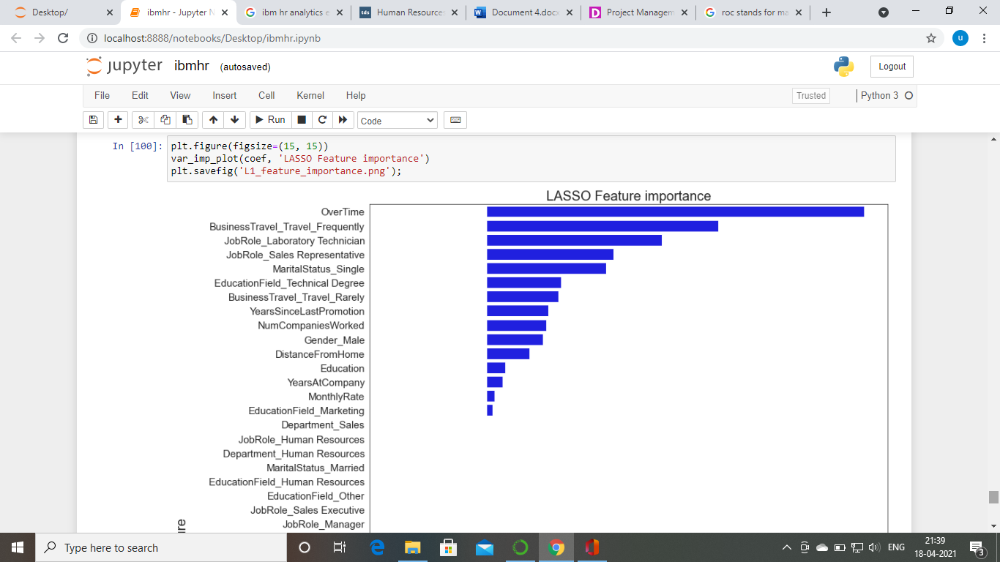 Desktop/
ibmhr - Jupyter N
ibm hr analytics e
tds
Human Resource
Document 4.docx
Project Managem
roc stands for ma
localhost:8888/notebooks/Desktop/ibmhr.ipynb
u
jupyter ibmhr (autosaved)
Logout
File Edit View Insert Cell Kernel Help
Trusted
Python 3
Run
Code
In [100]:
plt.figure(figsize=(15, 15))
var_imp_plot(coef, 'LASSO Feature importance')
plt.savefig('L1_feature_importance.png');
LASSO Feature importance
OverTime
BusinessTravel_Travel_Frequently
JobRole_Laboratory Technician
JobRole_Sales Representative
MaritalStatus_Single
EducationField_Technical Degree
BusinessTravel_Travel_Rarely
YearsSinceLastPromotion
NumCompaniesWorked
Gender_Male
DistanceFromHome
Education
YearsAtCompany
MonthlyRate
EducationField_Marketing
Department_Sales
JobRole_Human Resources
Department_Human Resources
MaritalStatus_Married
EducationField_Human Resources
EducationField_Other
JobRole_Sales Executive
JobRole_Manager
ure
Type here to search
ENG
21:39
18-04-2021
3